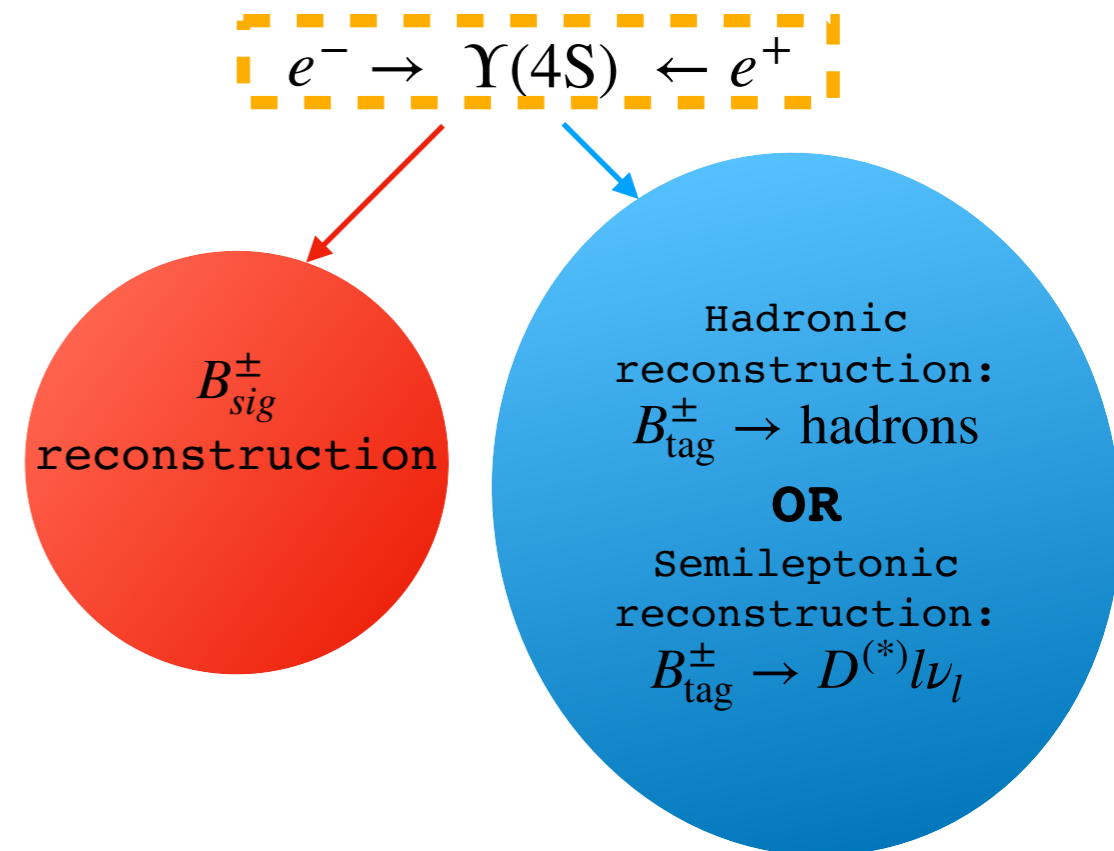 e⁻ → ϒ(4S) ← e⁺
B±sig
reconstruction
Hadronic
reconstruction:
B±tag → hadrons
OR
Semileptonic
reconstruction:
B±tag → D(*)lνl